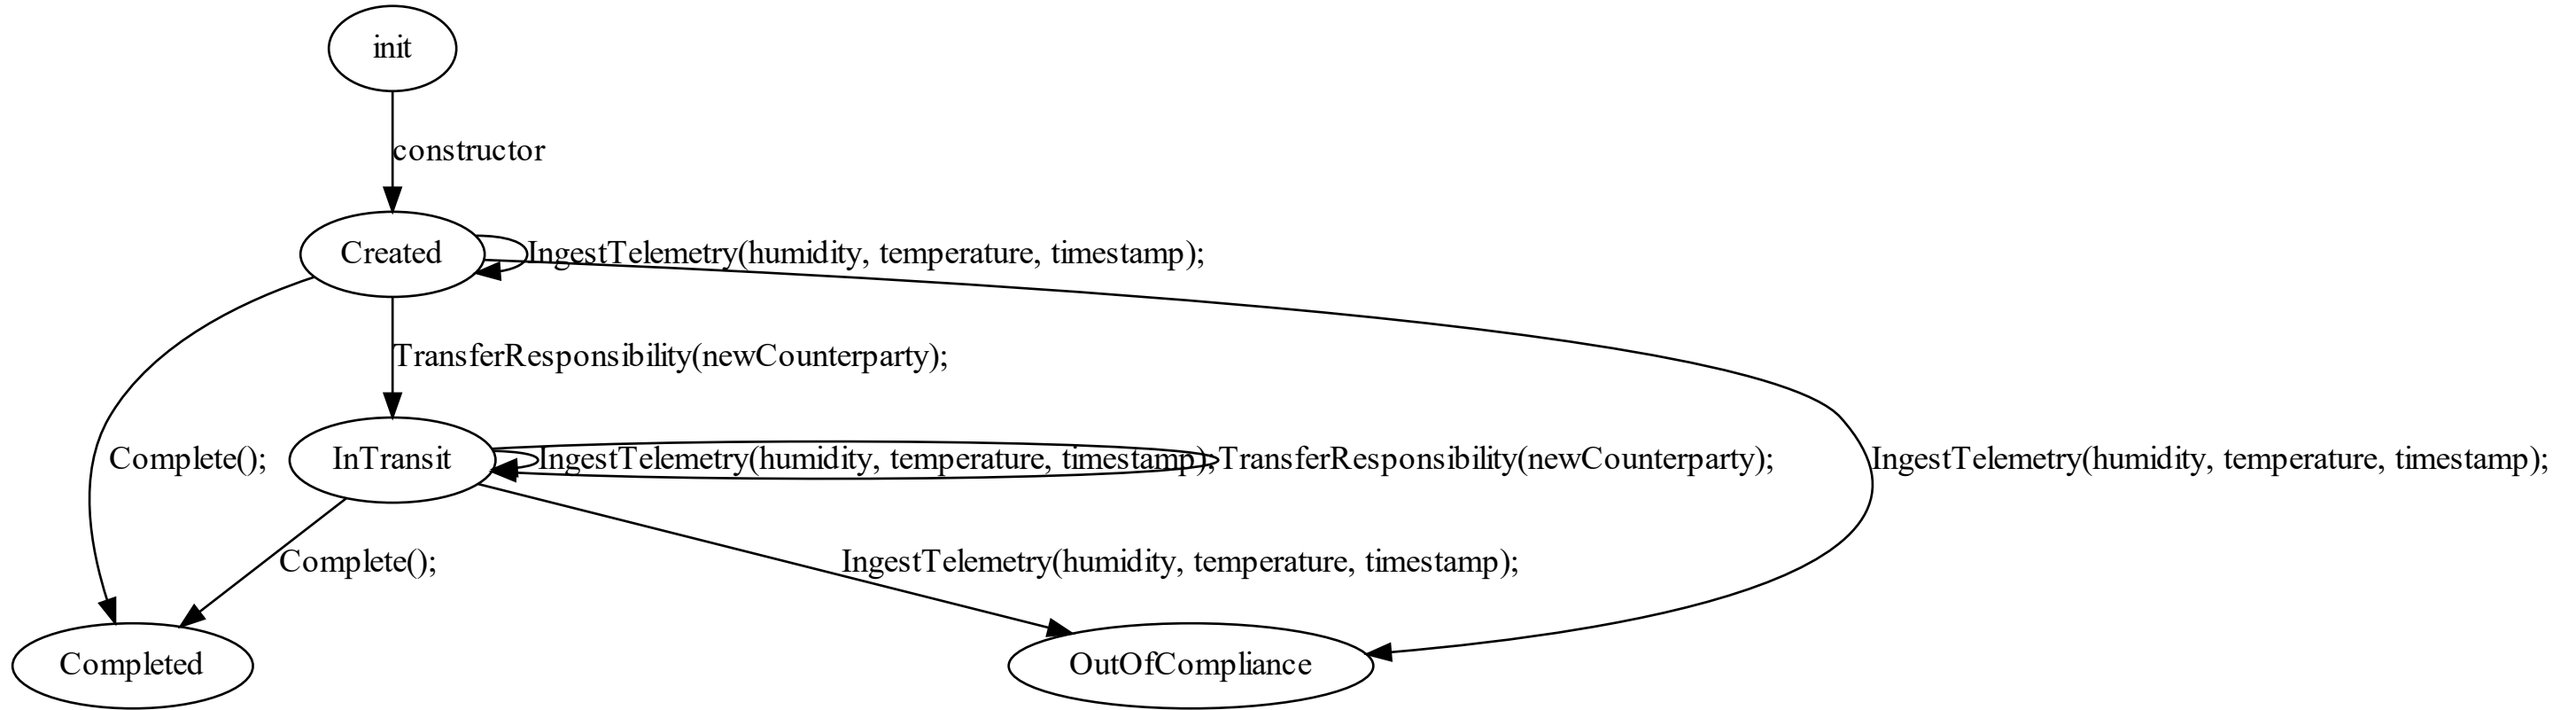 init
constructor
Created
IngestTelemetry(humidity, temperature, timestamp);
TransferResponsibility(newCounterparty);
Complete();
InTransit
IngestTelemetry(humidity, temperature, timestamp);
TransferResponsibility(newCounterparty);
IngestTelemetry(humidity, temperature, timestamp);
Complete();
IngestTelemetry(humidity, temperature, timestamp);
Completed
OutOfCompliance